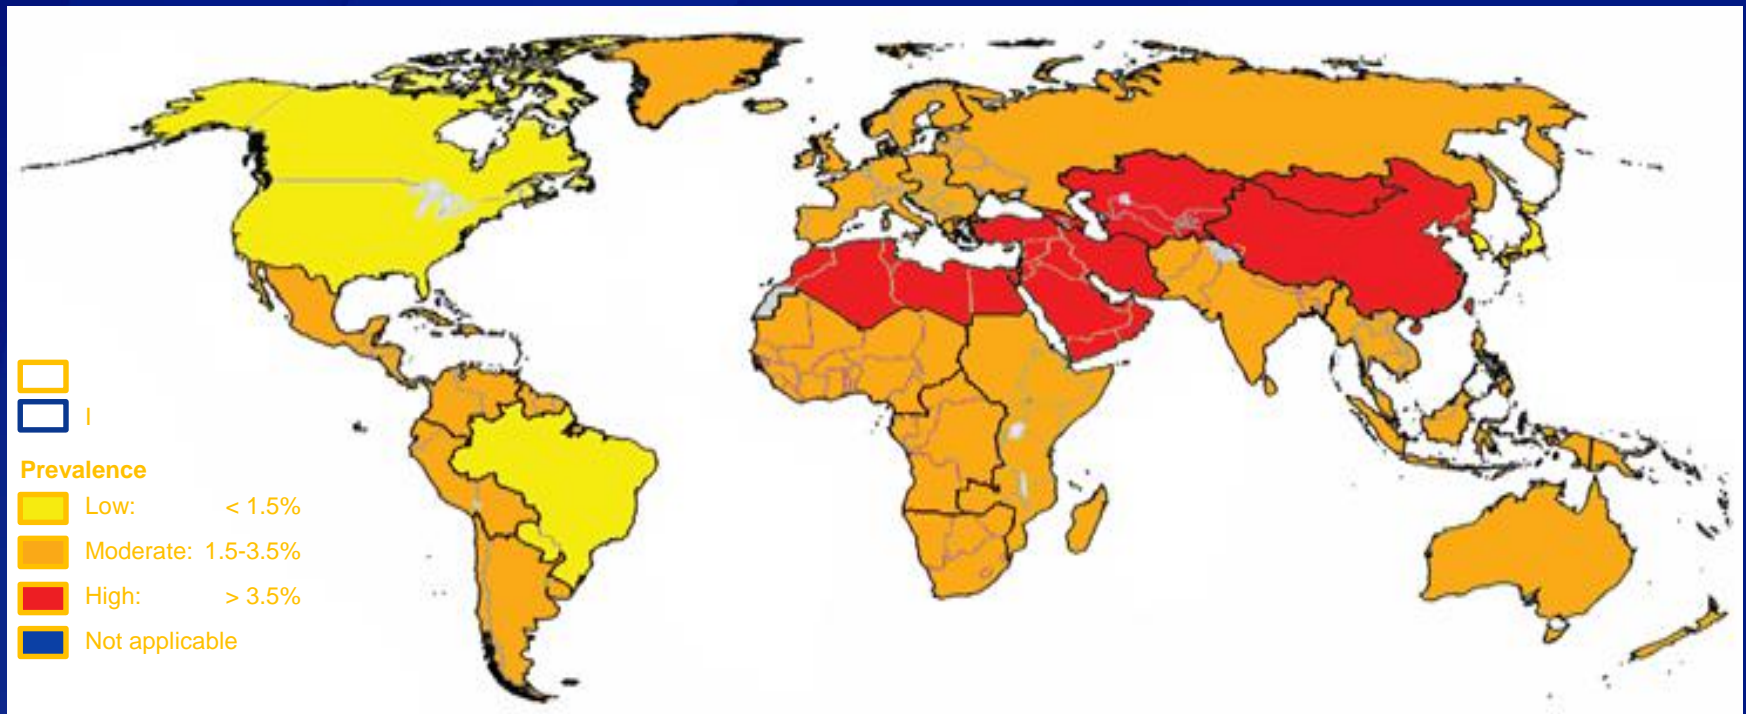 |
Prevalence
Low: < 1.5%
Moderate: 1.5-3.5%
High: > 3.5%
Not applicable